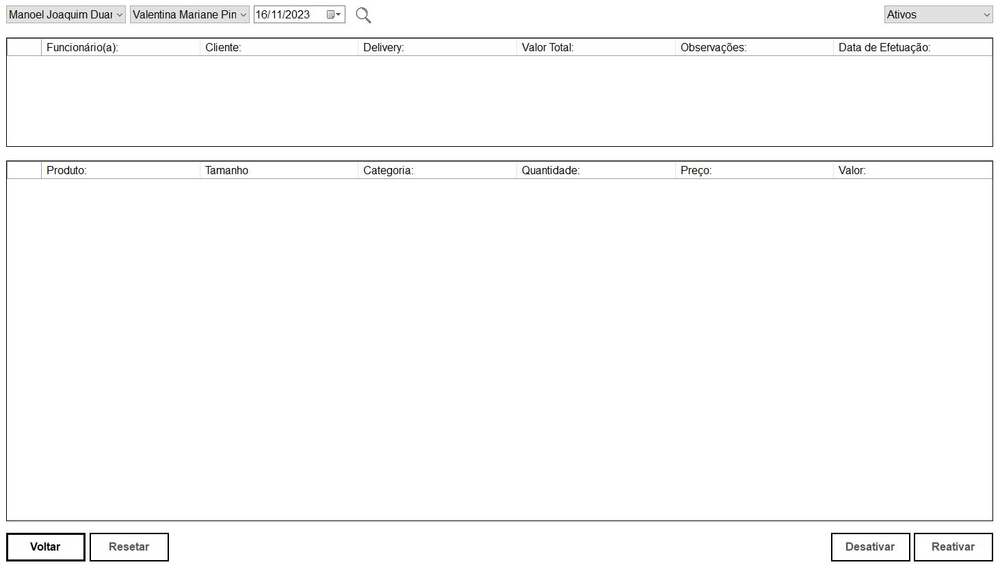 Manoel Joaquim Duar Valentina Mariane Pin 16/11/2023 Ativos
Funcionário(a): Cliente: Delivery: Valor Total: Observações: Data de Efetuação:
Produto: Tamanho Categoria: Quantidade: Preço: Valor:
Voltar Resetar Desativar Reativar